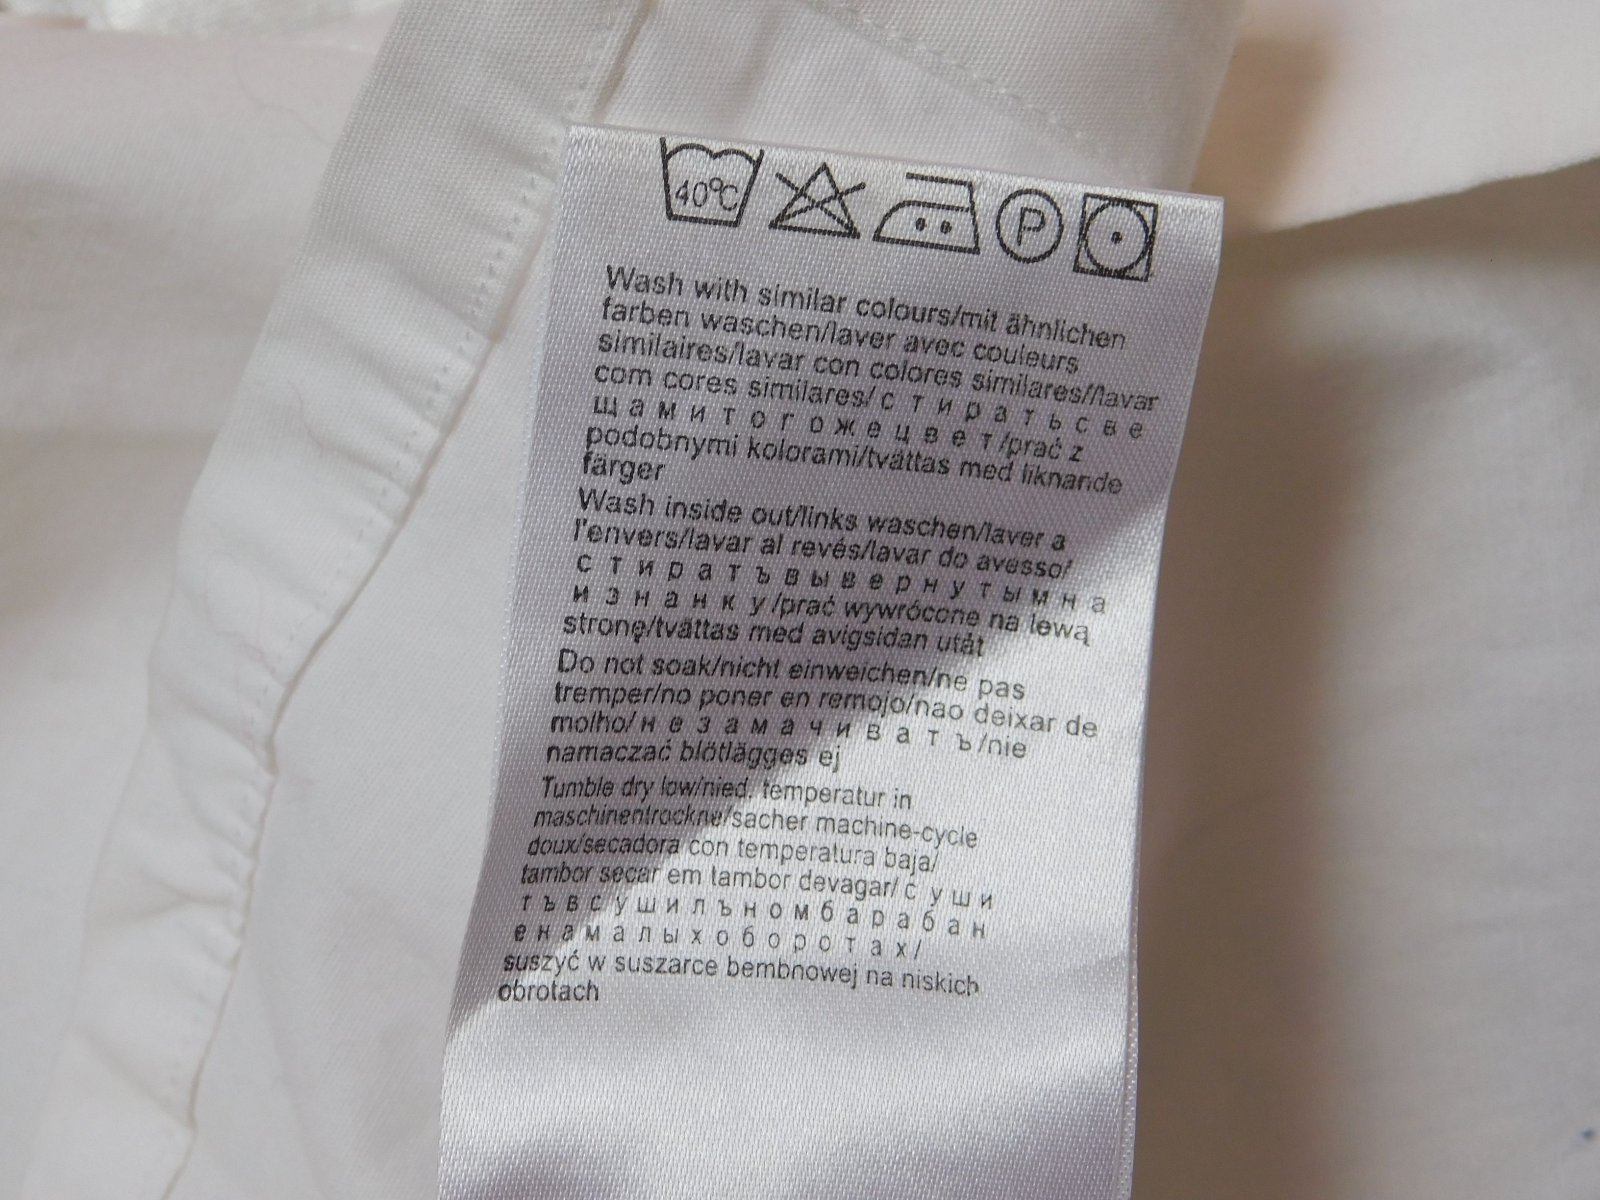 40°C P
Wash with similar colours/mit ähnlichen
farben waschen/laver avec couleurs
similaires/lavar con colores similares//lavar
com cores similares/ с т и р а т ь с в е
щ а м и т о г о ж е ц в е т /prać z
podobnymi kolorami/tvättas med liknande
färger
Wash inside out/links waschen/laver a
l'envers/lavar al revés/lavar do avesso/
с т и р а т ъ в ы в е р н у т ы м н а
и з н а н к у /prać wywrócone na lewą
stronę/tvättas med avigsidan utåt
Do not soak/nicht einweichen/ne pas
tremper/no poner en remojo/nao deixar de
molho/ н е з а м а ч и в а т ъ /nie
namaczać blötlägges ej
Tumble dry low/nied. temperatur in
maschinentrockne/sacher machine-cycle
doux/secadora con temperatura baja/
tambor secar em tambor devagar/ с у ш и
т ъ в с у ш и л ъ н о м б а р а б а н
е н а м а л ы х о б о р о т а х /
suszyć w suszarce bembnowej na niskich
obrotach